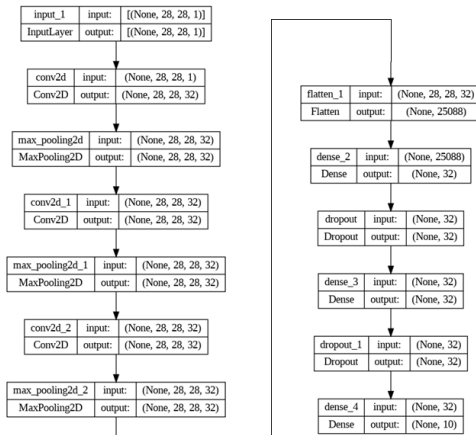 input_1 input: [(None, 28, 28, 1)]
InputLayer output: [(None, 28, 28, 1)]
conv2d input: (None, 28, 28, 1)
Conv2D output: (None, 28, 28, 32)
max_pooling2d input: (None, 28, 28, 32)
MaxPooling2D output: (None, 28, 28, 32)
conv2d_1 input: (None, 28, 28, 32)
Conv2D output: (None, 28, 28, 32)
max_pooling2d_1 input: (None, 28, 28, 32)
MaxPooling2D output: (None, 28, 28, 32)
conv2d_2 input: (None, 28, 28, 32)
Conv2D output: (None, 28, 28, 32)
max_pooling2d_2 input: (None, 28, 28, 32)
MaxPooling2D output: (None, 28, 28, 32)
flatten_1 input: (None, 28, 28, 32)
Flatten output: (None, 25088)
dense_2 input: (None, 25088)
Dense output: (None, 32)
dropout input: (None, 32)
Dropout output: (None, 32)
dense_3 input: (None, 32)
Dense output: (None, 32)
dropout_1 input: (None, 32)
Dropout output: (None, 32)
dense_4 input: (None, 32)
Dense output: (None, 10)